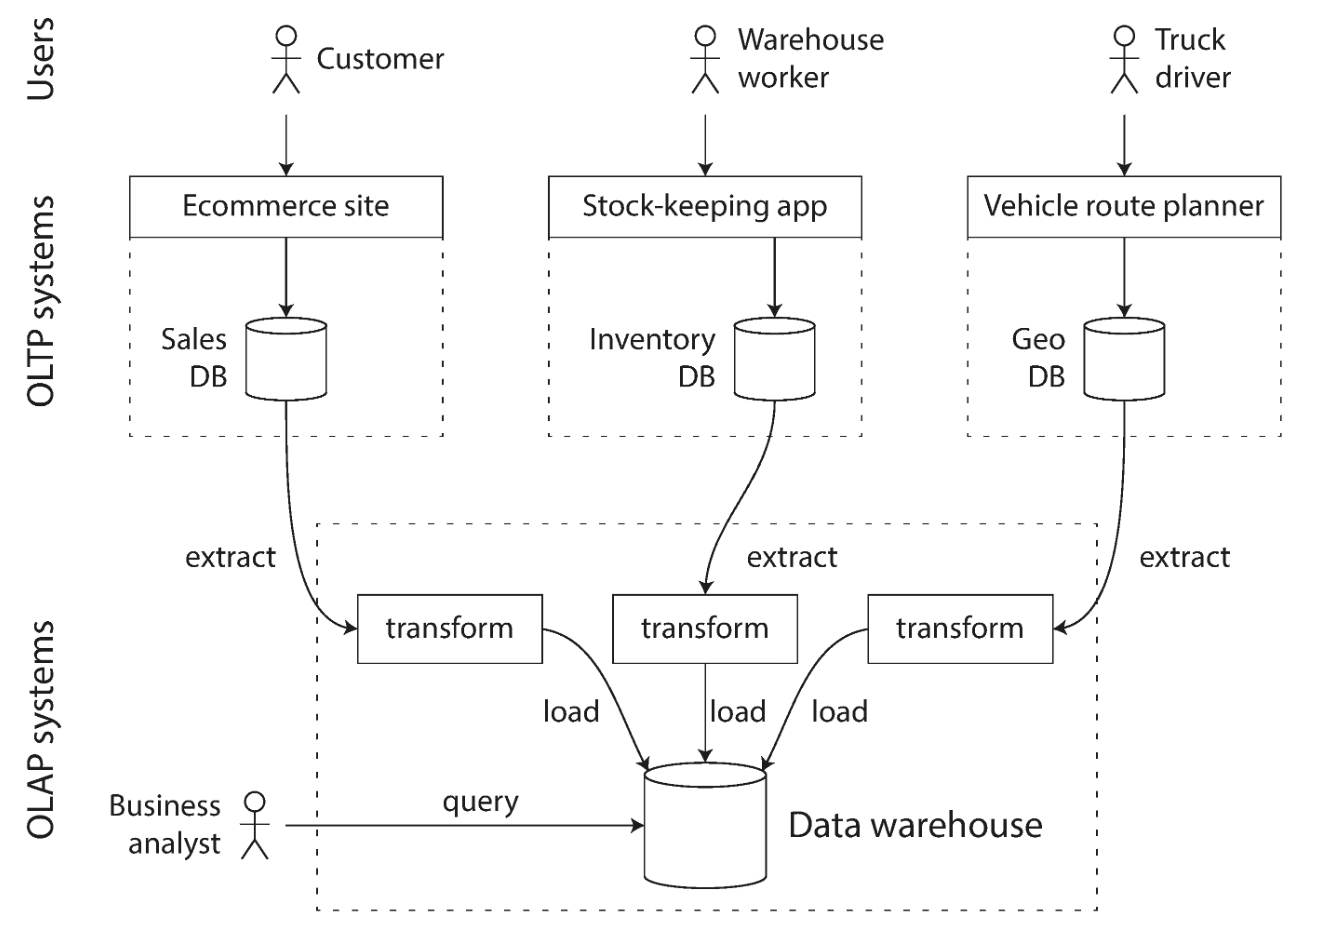 Users
Customer
Warehouse
worker
Truck
driver
OLTP systems
Ecommerce site
Stock-keeping app
Vehicle route planner
Sales
DB
Inventory
DB
Geo
DB
extract
extract
extract
OLAP systems
transform
transform
transform
load
load
load
Business
analyst
query
Data warehouse